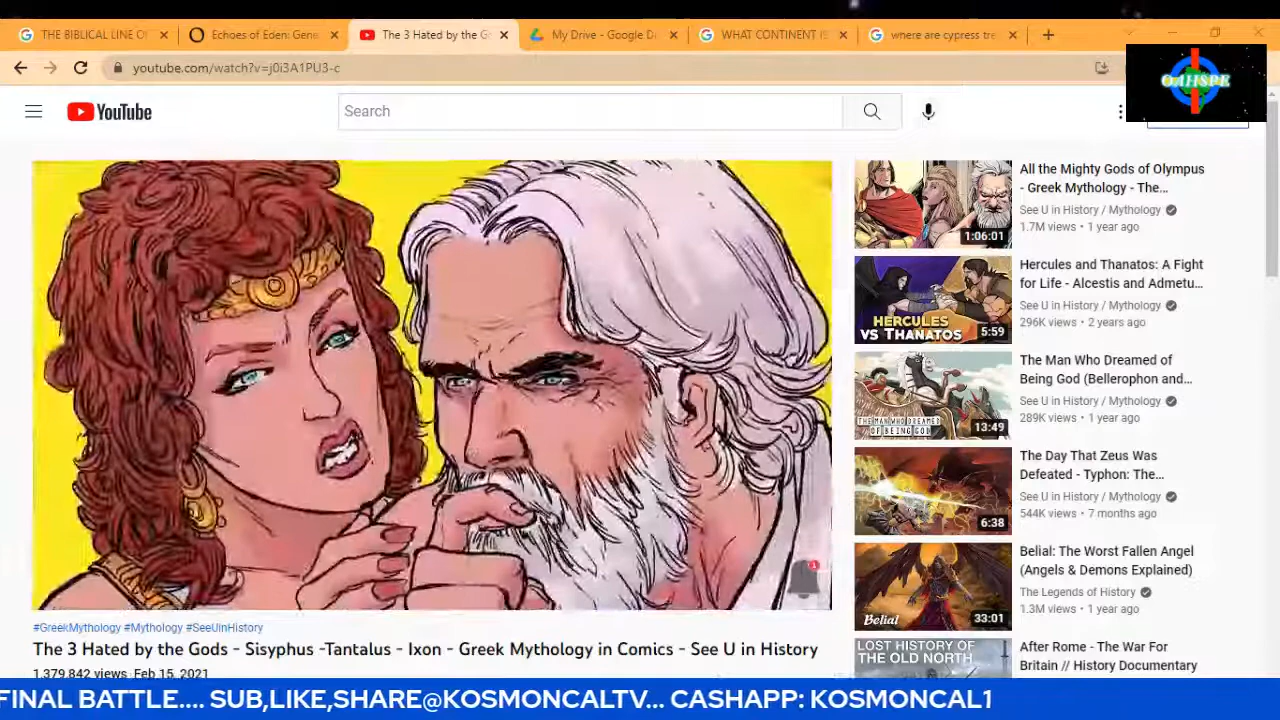 THE BIBLICAL LINE O
Echoes of Eden: Gene
The 3 Hated by the G
My Drive - Google D
WHAT CONTINENT IS
where are cypress tre
youtube.com/watch?v=j0i3A1PU3-c
OAHSPE
YouTube
Search
All the Mighty Gods of Olympus
- Greek Mythology - The...
See U in History / Mythology
1.7M views • 1 year ago
1:06:01
Hercules and Thanatos: A Fight
for Life - Alcestis and Admetu...
See U in History / Mythology
296K views • 2 years ago
HERCULES
VS THANATOS
5:59
The Man Who Dreamed of
Being God (Bellerophon and...
See U in History / Mythology
289K views • 1 year ago
THE MAN WHO DREAMED
OF BEING GOD
13:49
The Day That Zeus Was
Defeated - Typhon: The...
See U in History / Mythology
544K views • 7 months ago
6:38
Belial: The Worst Fallen Angel
(Angels & Demons Explained)
The Legends of History
1.3M views • 1 year ago
Belial
33:01
LOST HISTORY OF
THE OLD NORTH
After Rome - The War For
Britain // History Documentary
1
#GreekMythology #Mythology #SeeUinHistory
The 3 Hated by the Gods - Sisyphus -Tantalus - Ixon - Greek Mythology in Comics - See U in History
1,379,842 views Feb 15, 2021
FINAL BATTLE.... SUB,LIKE,SHARE@KOSMONCALTV... CASHAPP: KOSMONCAL1